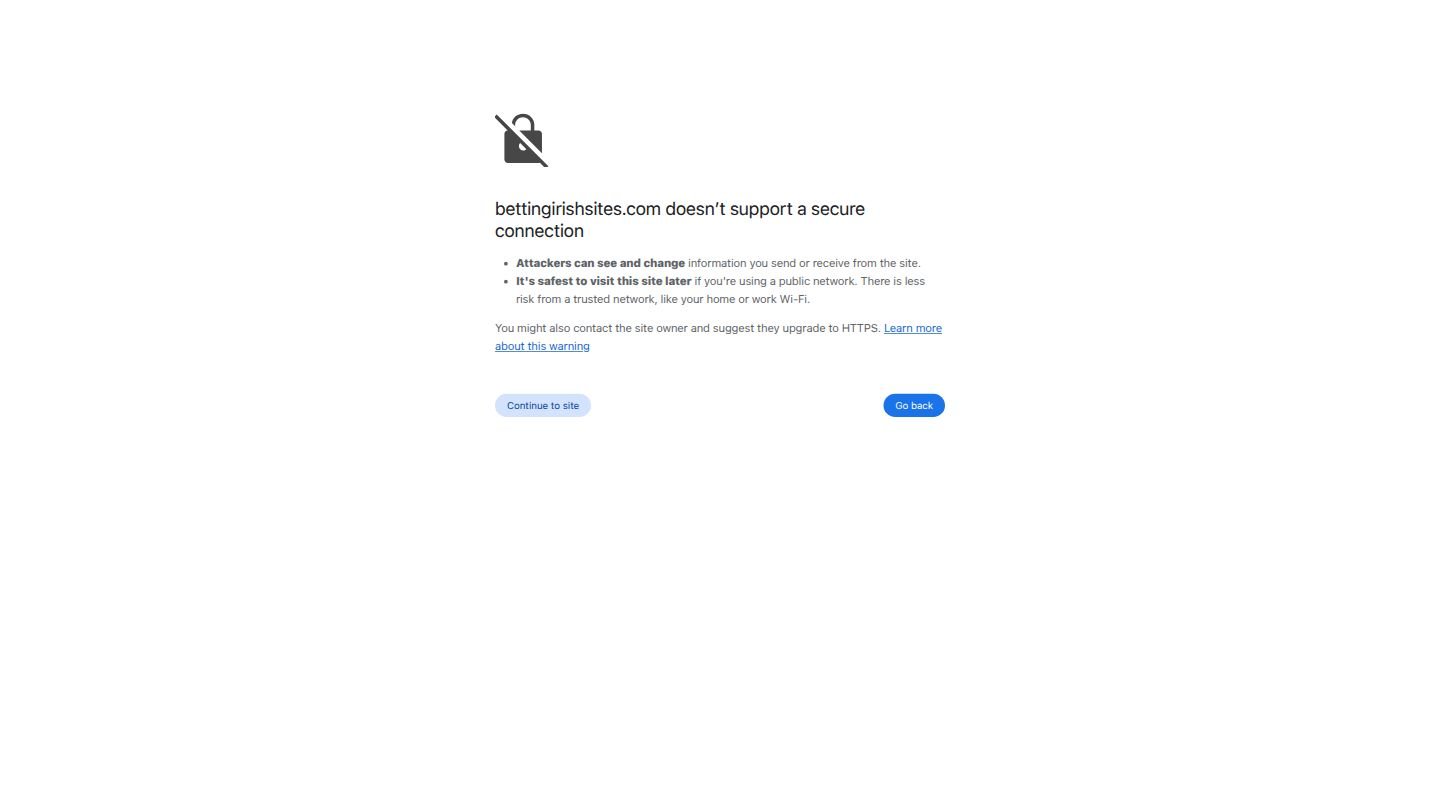 bettingirishsites.com doesn’t support a secure
connection
• Attackers can see and change information you send or receive from the site.
• It's safest to visit this site later if you're using a public network. There is less
risk from a trusted network, like your home or work Wi-Fi.
You might also contact the site owner and suggest they upgrade to HTTPS. Learn more
about this warning
Continue to site
Go back